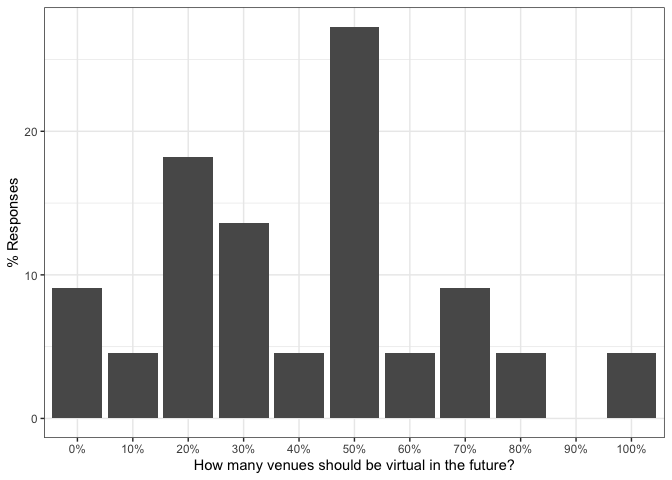 % Responses
20
10
0
0% 10% 20% 30% 40% 50% 60% 70% 80% 90% 100%
How many venues should be virtual in the future?